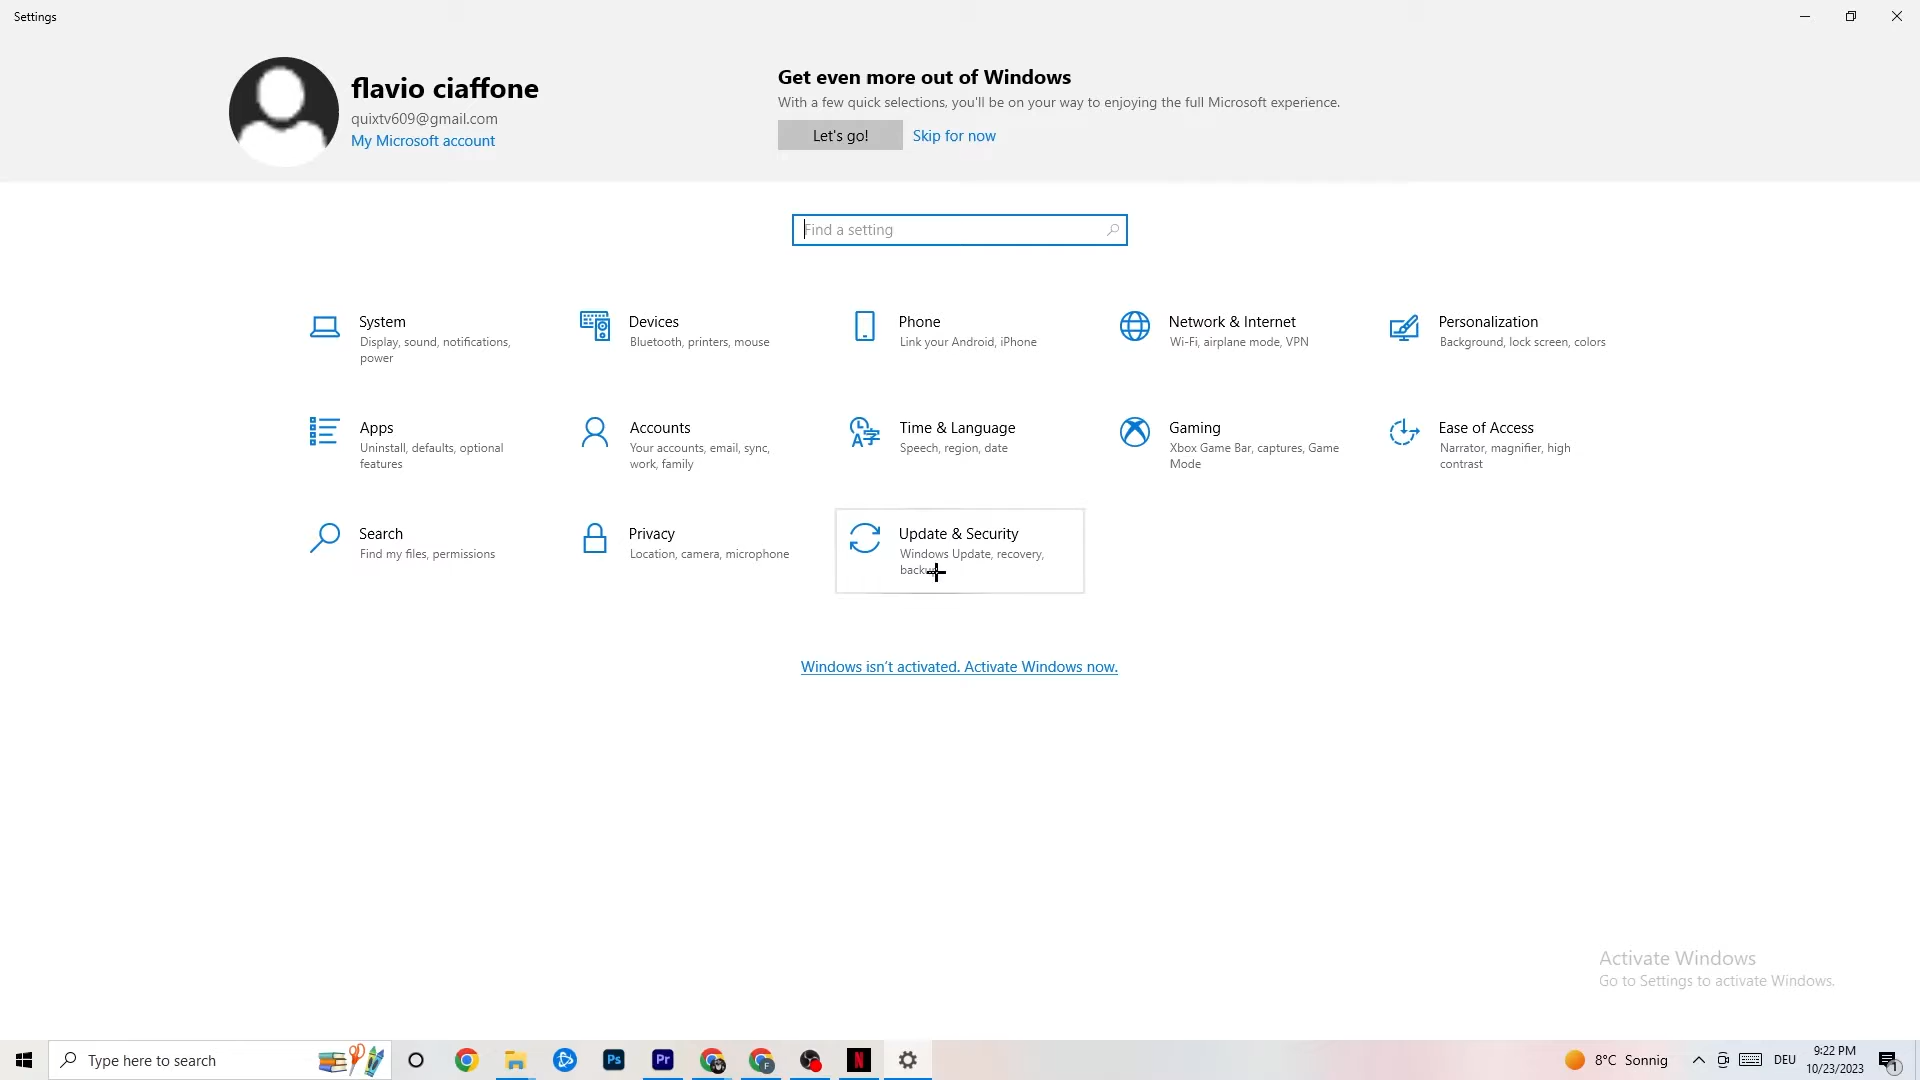 Settings
flavio ciaffone
quixtv609@gmail.com
My Microsoft account
Get even more out of Windows
With a few quick selections, you'll be on your way to enjoying the full Microsoft experience.
Let's go!
Skip for now
Find a setting
System
Display, sound, notifications,
power
Devices
Bluetooth, printers, mouse
Phone
Link your Android, iPhone
Network & Internet
Wi-Fi, airplane mode, VPN
Personalization
Background, lock screen, colors
Apps
Uninstall, defaults, optional
features
Accounts
Your accounts, email, sync,
work, family
Time & Language
Speech, region, date
Gaming
Xbox Game Bar, captures, Game
Mode
Ease of Access
Narrator, magnifier, high
contrast
Search
Find my files, permissions
Privacy
Location, camera, microphone
Update & Security
Windows Update, recovery,
backup
Windows isn't activated. Activate Windows now.
Activate Windows
Go to Settings to activate Windows.
Type here to search
Ps
Pr
F
N
8°C Sonnig
DEU
9:22 PM
10/23/2023
1